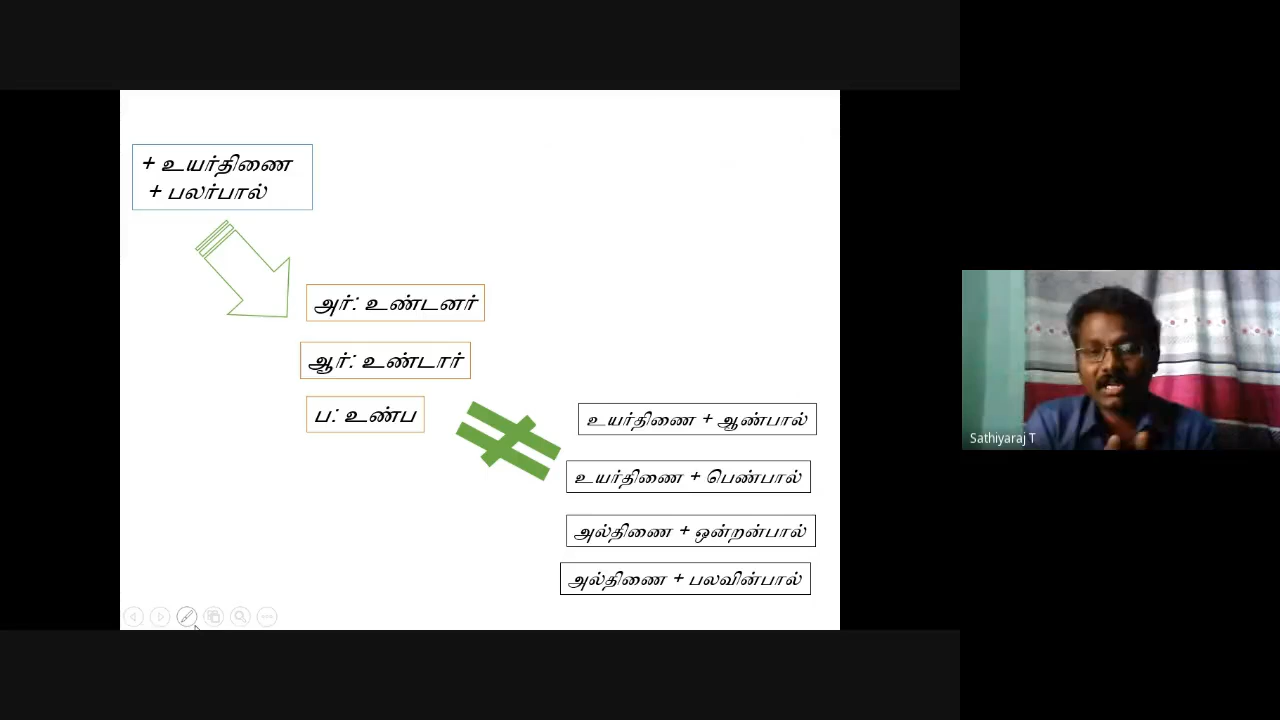 + உயர்திணை
+ பலர்பால்
அர்: உண்டனர்
ஆர்: உண்டார்
ப: உண்ப
உயர்திணை + ஆண்பால்
உயர்திணை + பெண்பால்
அல்திணை + ஒன்றன்பால்
அல்திணை + பலவின்பால்
Sathiyaraj T